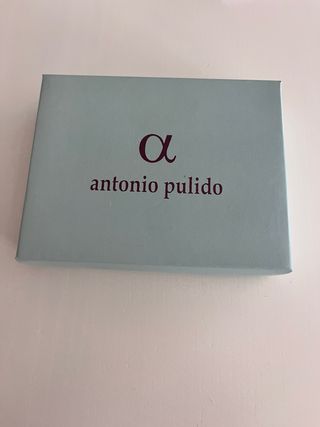 α
antonio pulido